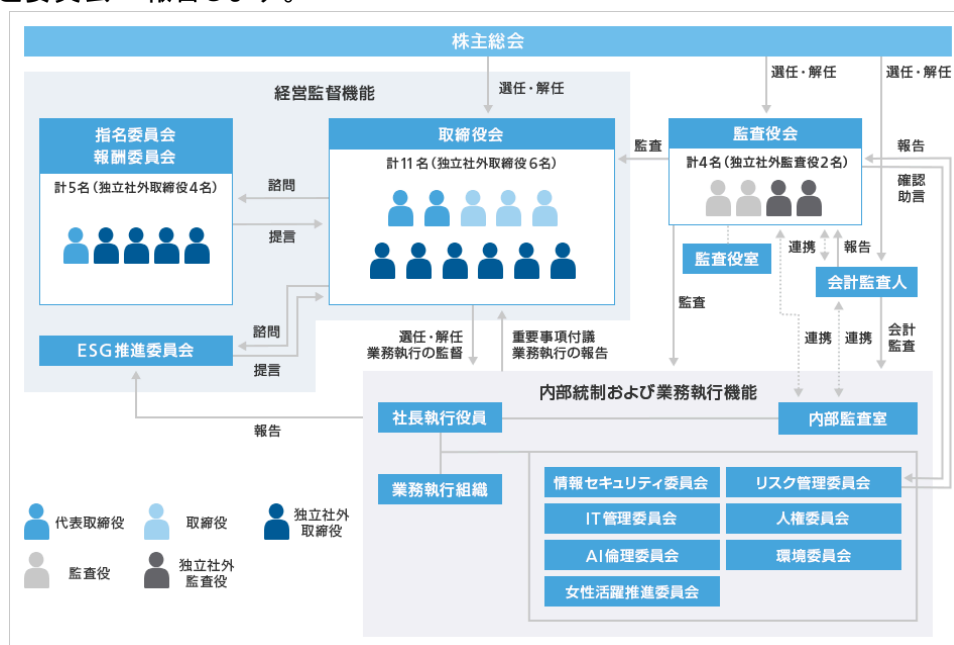 進委員会へ報告します。
株主総会
選任・解任
選任・解任
選任・解任
経営監督機能
指名委員会
報酬委員会
計5名(独立社外取締役4名)
諮問
提言
取締役会
計11名(独立社外取締役6名)
監査
監査役会
計4名(独立社外監査役2名)
報告
確認
助言
監査役室
連携
報告
会計監査人
ESG推進委員会
諮問
提言
選任・解任
業務執行の監督
重要事項付議
業務執行の報告
監査
連携
連携
会計
監査
報告
内部統制および業務執行機能
社長執行役員
内部監査室
業務執行組織
情報セキュリティ委員会
リスク管理委員会
IT管理委員会
人権委員会
AI倫理委員会
環境委員会
女性活躍推進委員会
代表取締役
取締役
独立社外
取締役
監査役
独立社外
監査役